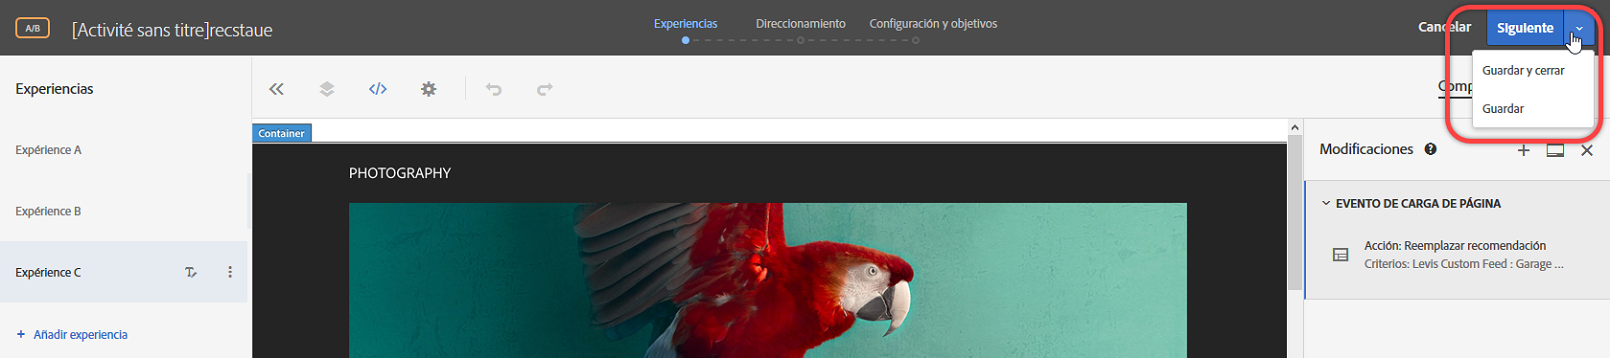 A/B
[Activité sans titre]recstaue
Experiencias
Direccionamiento
Configuración y objetivos
Cancelar
Siguiente
Guardar y cerrar
Guardar
Experiencias
</>
Container
Modificaciones
Expérience A
PHOTOGRAPHY
Expérience B
EVENTO DE CARGA DE PÁGINA
Acción: Reemplazar recomendación
Criterios: Levis Custom Feed : Garage ...
Expérience C
+ Añadir experiencia